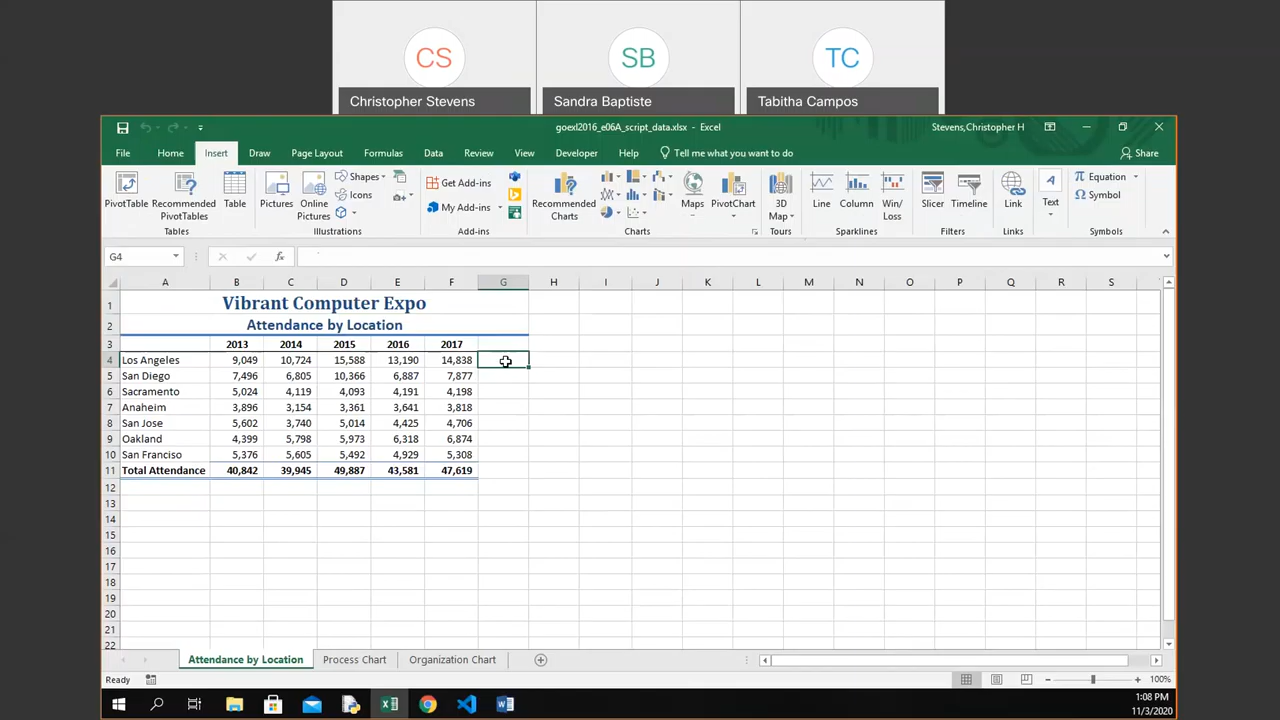 CS SB TC
Christopher Stevens Sandra Baptiste Tabitha Campos
goexl2016_e06A_script_data.xlsx - Excel Stevens,Christopher H
File Home Insert Draw Page Layout Formulas Data Review View Developer Help Tell me what you want to do Share
PivotTable Recommended PivotTables Table Pictures Online Pictures Shapes Icons Get Add-ins My Add-ins Recommended Charts Maps PivotChart 3D Map Line Column Win/Loss Slicer Timeline Link Text A Equation Symbol
Tables Illustrations Add-ins Charts Tours Sparklines Filters Links Symbols
G4 fx
A B C D E F G H I J K L M N O P Q R S
1 Vibrant Computer Expo
2 Attendance by Location
3 2013 2014 2015 2016 2017
4 Los Angeles 9,049 10,724 15,588 13,190 14,838
5 San Diego 7,496 6,805 10,366 6,887 7,877
6 Sacramento 5,024 4,119 4,093 4,191 4,198
7 Anaheim 3,896 3,154 3,361 3,641 3,818
8 San Jose 5,602 3,740 5,014 4,425 4,706
9 Oakland 4,399 5,798 5,973 6,318 6,874
10 San Franciso 5,376 5,605 5,492 4,929 5,308
11 Total Attendance 40,842 39,945 49,887 43,581 47,619
12
13
14
15
16
17
18
19
20
21
22
Attendance by Location Process Chart Organization Chart
Ready 100%
1:08 PM
11/3/2020